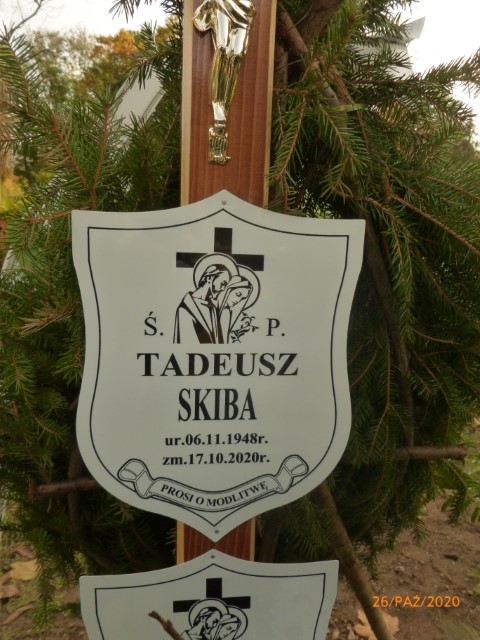 Ś. P.
TADEUSZ
SKIBA
ur.06.11.1948r.
zm.17.10.2020r.
PROSI O MODLITWĘ
26/PAŹ/2020